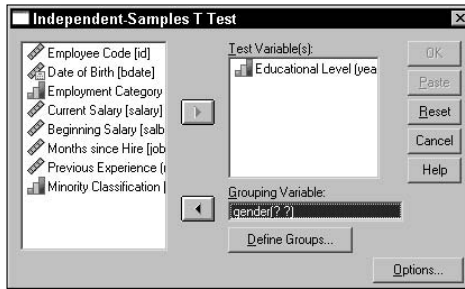 Independent-Samples T Test
Employee Code [id]
Date of Birth [bdate]
Employment Category
Current Salary [salary]
Beginning Salary [salb
Months since Hire [job
Previous Experience (
Minority Classification [
Test Variable(s):
Educational Level (yea
Grouping Variable:
gender(? ?)
Define Groups...
OK
Paste
Reset
Cancel
Help
Options...